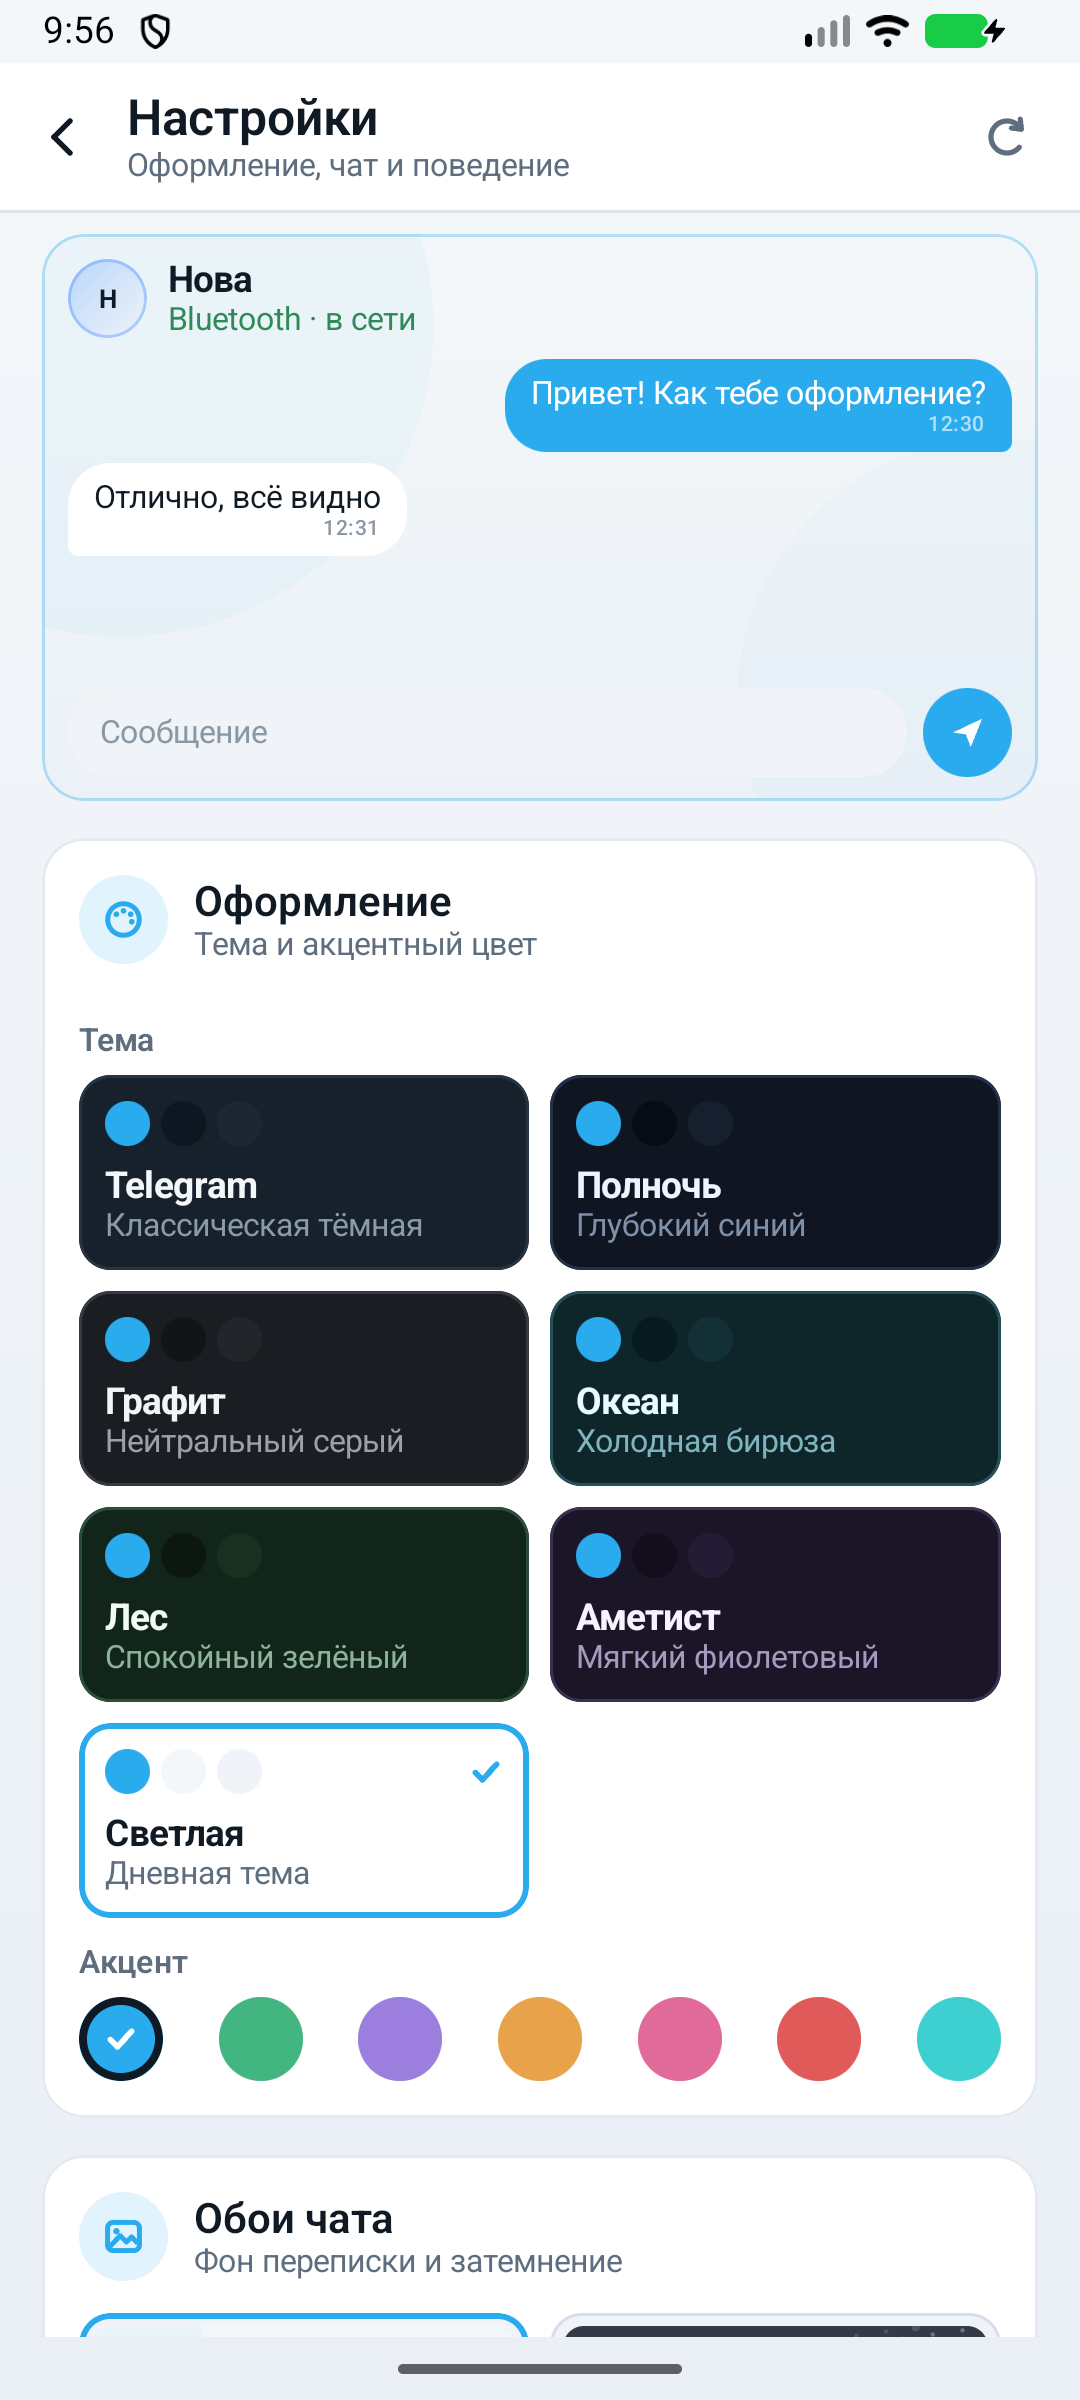 9:56
Настройки
Оформление, чат и поведение
Н
Нова
Bluetooth · в сети
Привет! Как тебе оформление?
12:30
Отлично, всё видно
12:31
Сообщение
Оформление
Тема и акцентный цвет
Тема
Telegram
Классическая тёмная
Полночь
Глубокий синий
Графит
Нейтральный серый
Океан
Холодная бирюза
Лес
Спокойный зелёный
Аметист
Мягкий фиолетовый
Светлая
Дневная тема
Акцент
Обои чата
Фон переписки и затемнение